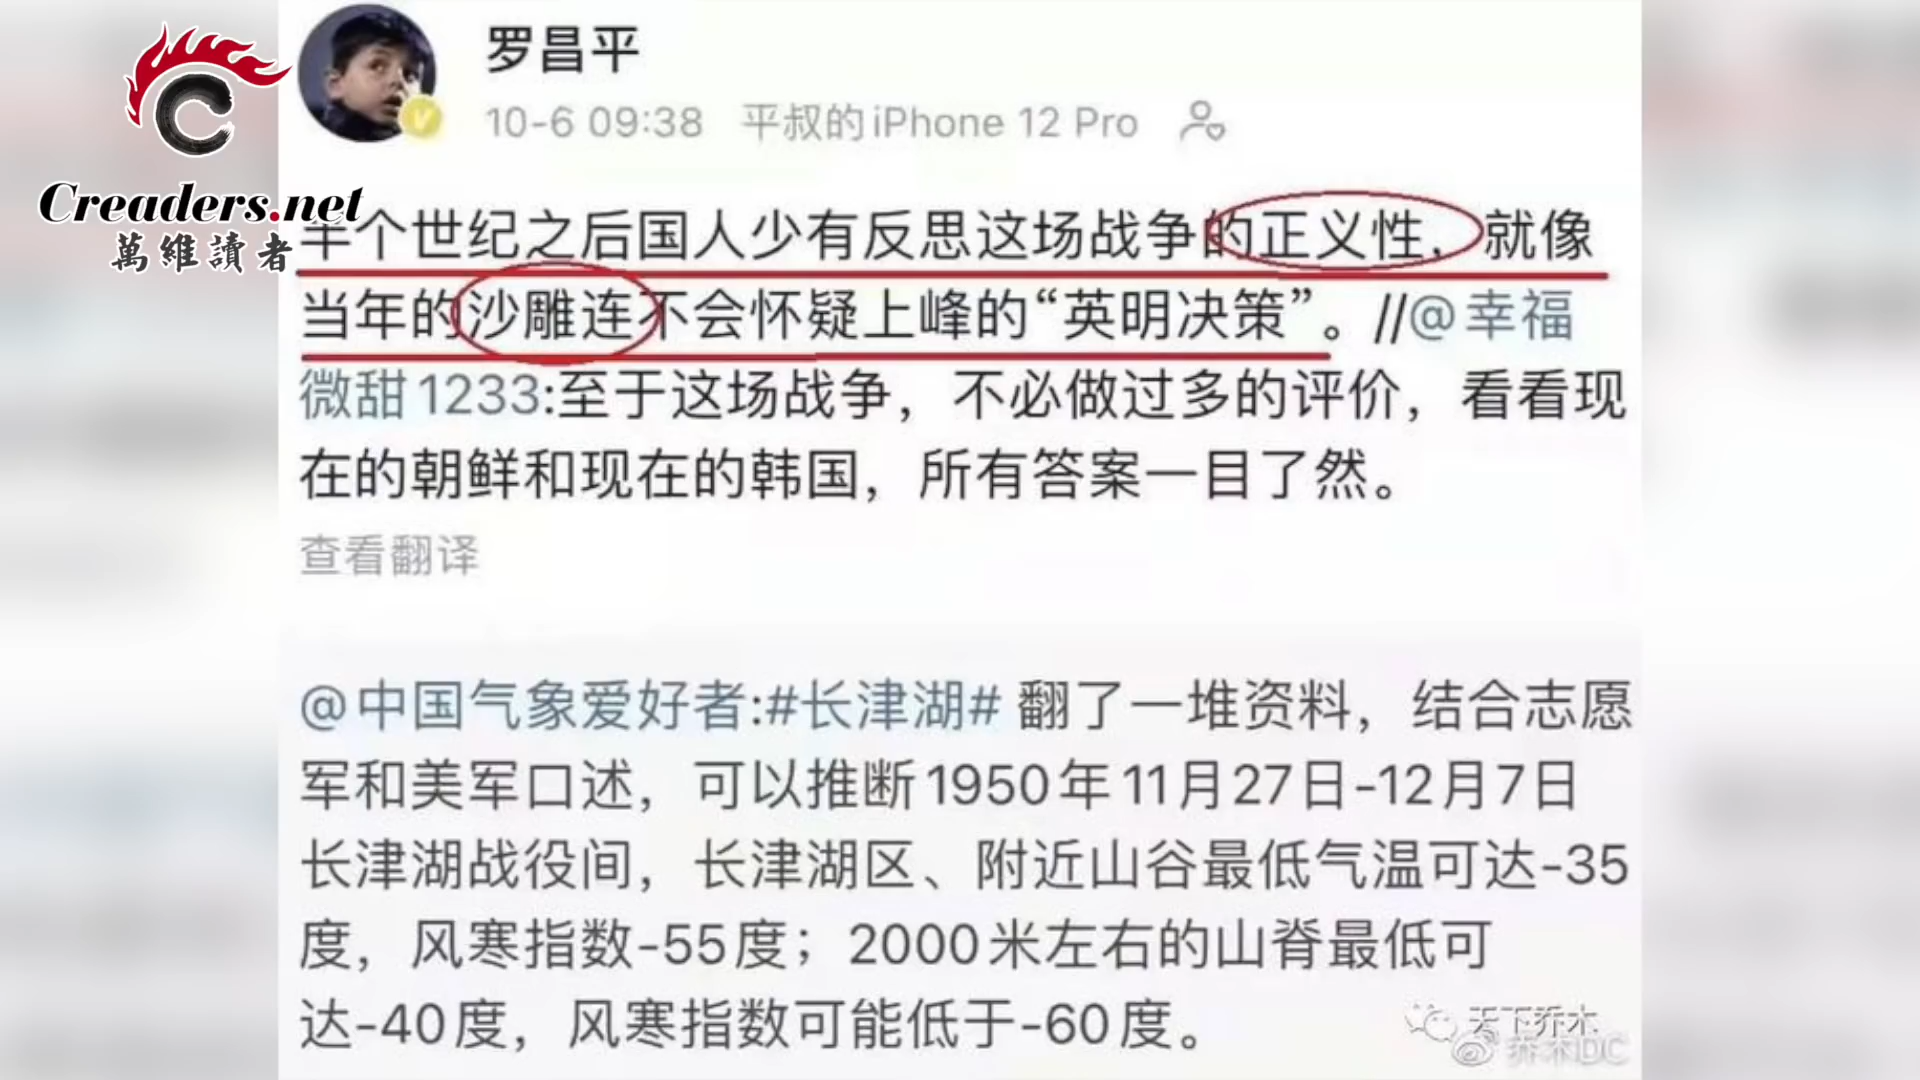 罗昌平
10-6 09:38 平叔的iPhone 12 Pro
Creaders.net
萬維讀者
半个世纪之后国人少有反思这场战争的正义性，就像
当年的沙雕连不会怀疑上峰的“英明决策”。//@幸福
微甜1233:至于这场战争，不必做过多的评价，看看现
在的朝鲜和现在的韩国，所有答案一目了然。
查看翻译
@中国气象爱好者:#长津湖# 翻了一堆资料，结合志愿
军和美军口述，可以推断1950年11月27日-12月7日
长津湖战役间，长津湖区、附近山谷最低气温可达-35
度，风寒指数-55度；2000米左右的山脊最低可
达-40度，风寒指数可能低于-60度。
天下乔木
乔木DC